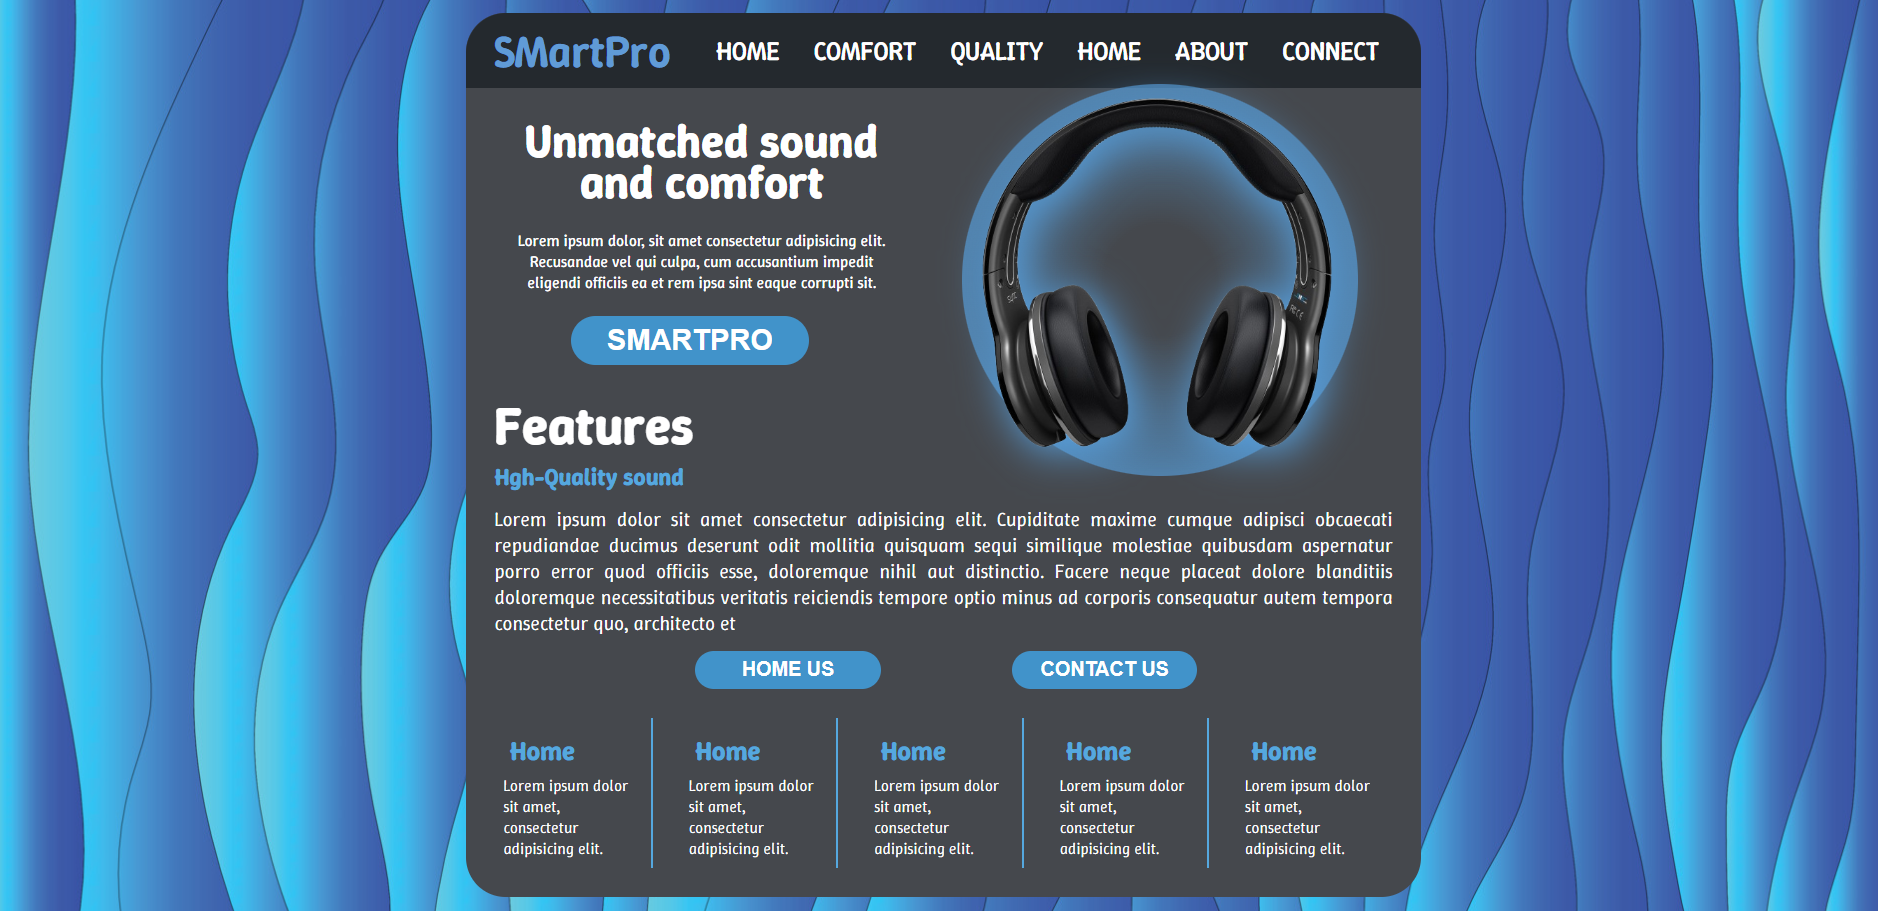 SMartPro HOME COMFORT QUALITY HOME ABOUT CONNECT
Unmatched sound
and comfort
Lorem ipsum dolor, sit amet consectetur adipisicing elit.
Recusandae vel qui culpa, cum accusantium impedit
eligendi officiis ea et rem ipsa sint eaque corrupti sit.
SMARTPRO
Features
Hgh-Quality sound
Lorem ipsum dolor sit amet consectetur adipisicing elit. Cupiditate maxime cumque adipisci obcaecati
repudiandae ducimus deserunt odit mollitia quisquam sequi similique molestiae quibusdam aspernatur
porro error quod officiis esse, doloremque nihil aut distinctio. Facere neque placeat dolore blanditiis
doloremque necessitatibus veritatis reiciendis tempore optio minus ad corporis consequatur autem tempora
consectetur quo, architecto et
HOME US
CONTACT US
Home
Lorem ipsum dolor
sit amet,
consectetur
adipisicing elit.
Home
Lorem ipsum dolor
sit amet,
consectetur
adipisicing elit.
Home
Lorem ipsum dolor
sit amet,
consectetur
adipisicing elit.
Home
Lorem ipsum dolor
sit amet,
consectetur
adipisicing elit.
Home
Lorem ipsum dolor
sit amet,
consectetur
adipisicing elit.